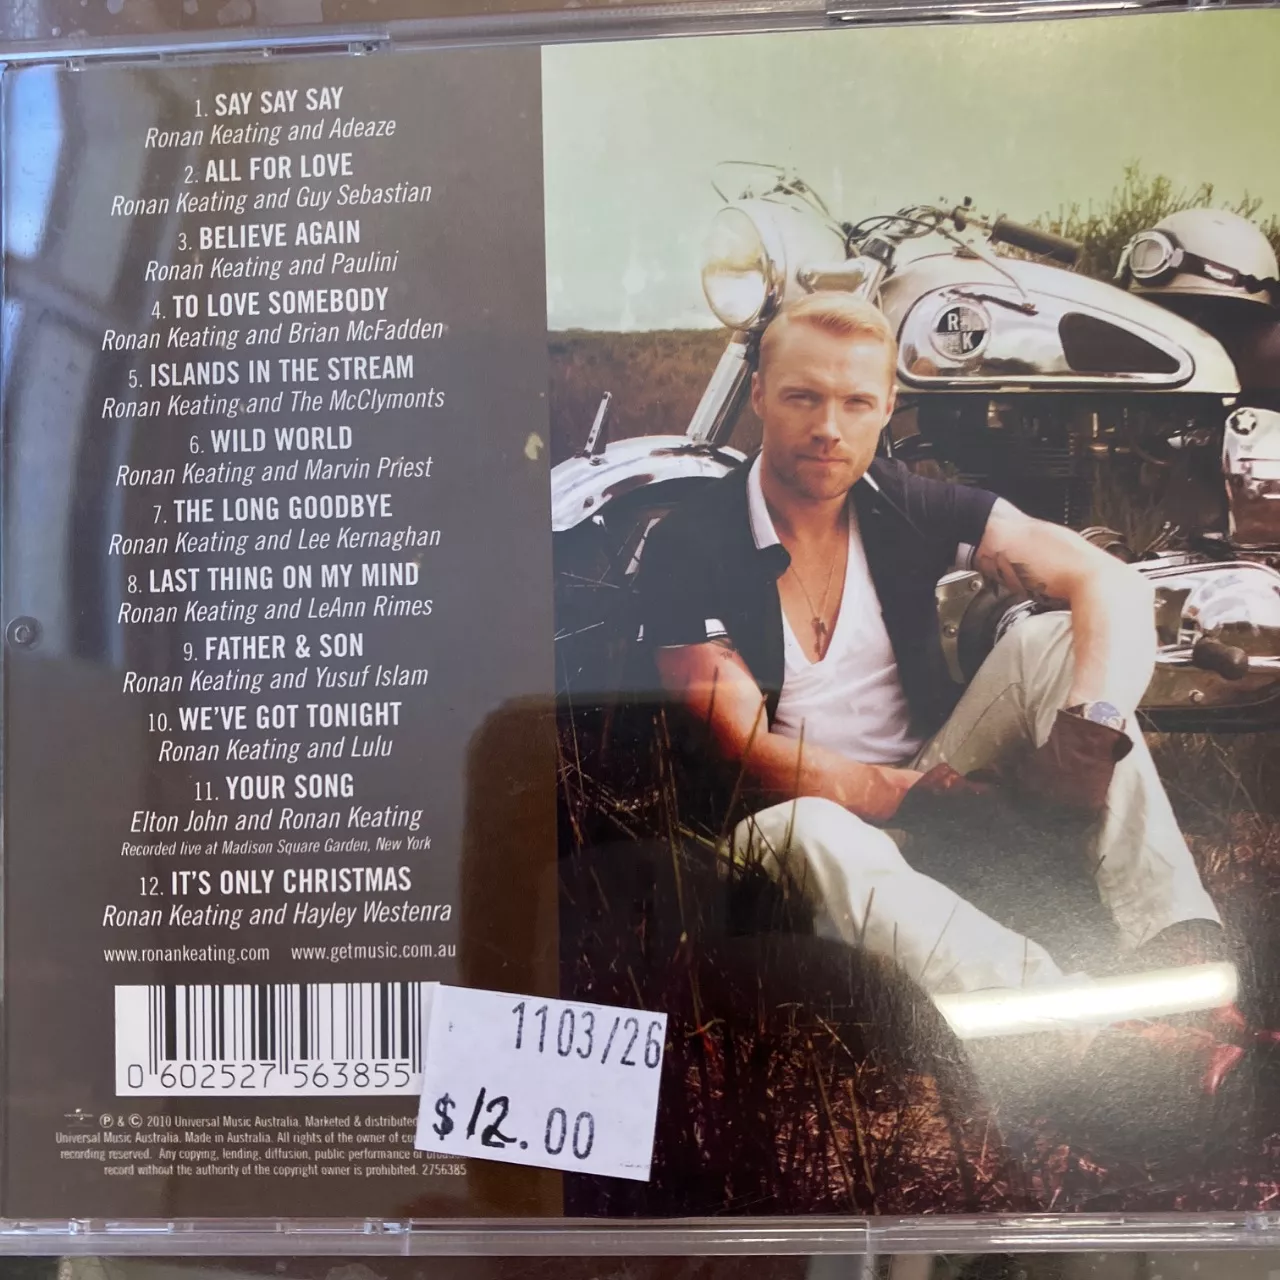 1. SAY SAY SAY
Ronan Keating and Adeaze
2. ALL FOR LOVE
Ronan Keating and Guy Sebastian
3. BELIEVE AGAIN
Ronan Keating and Paulini
4. TO LOVE SOMEBODY
Ronan Keating and Brian McFadden
5. ISLANDS IN THE STREAM
Ronan Keating and The McClymonts
6. WILD WORLD
Ronan Keating and Marvin Priest
7. THE LONG GOODBYE
Ronan Keating and Lee Kernaghan
8. LAST THING ON MY MIND
Ronan Keating and LeAnn Rimes
9. FATHER & SON
Ronan Keating and Yusuf Islam
10. WE'VE GOT TONIGHT
Ronan Keating and Lulu
11. YOUR SONG
Elton John and Ronan Keating
Recorded live at Madison Square Garden, New York
12. IT'S ONLY CHRISTMAS
Ronan Keating and Hayley Westenra
www.ronankeating.com www.getmusic.com.au
0 602527 563855
1103/26
$12.00
℗ & © 2010 Universal Music Australia. Marketed & distributed
Universal Music Australia. Made in Australia. All rights of the owner of
recording reserved. Any copying, lending, diffusion, public performance or
record without the authority of the copyright owner is prohibited. 2756385
RK